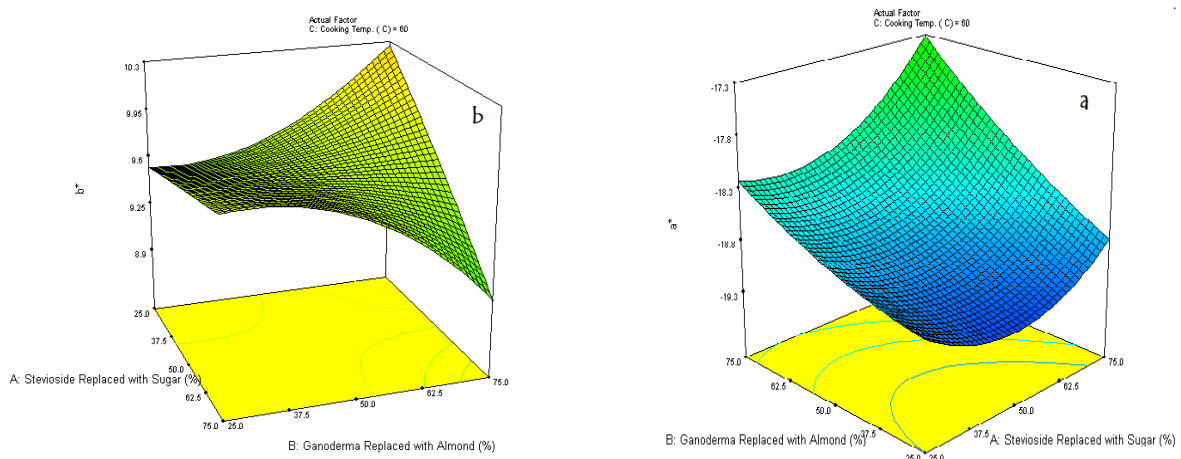 Actual Factor
C: Cooking Temp. ( C) = 60
b
10.3
9.95
9.6
9.25
8.9
b*
25.0
37.5
50.0
62.5
75.0
A: Stevioside Replaced with Sugar (%)
25.0
37.5
50.0
62.5
75.0
B: Ganoderma Replaced with Almond (%)
Actual Factor
C: Cooking Temp. ( C) = 60
a
-17.3
-17.8
-18.3
-18.8
-19.3
a*
75.0
62.5
50.0
37.5
25.0
B: Ganoderma Replaced with Almond (%)
75.0
62.5
50.0
37.5
25.0
A: Stevioside Replaced with Sugar (%)